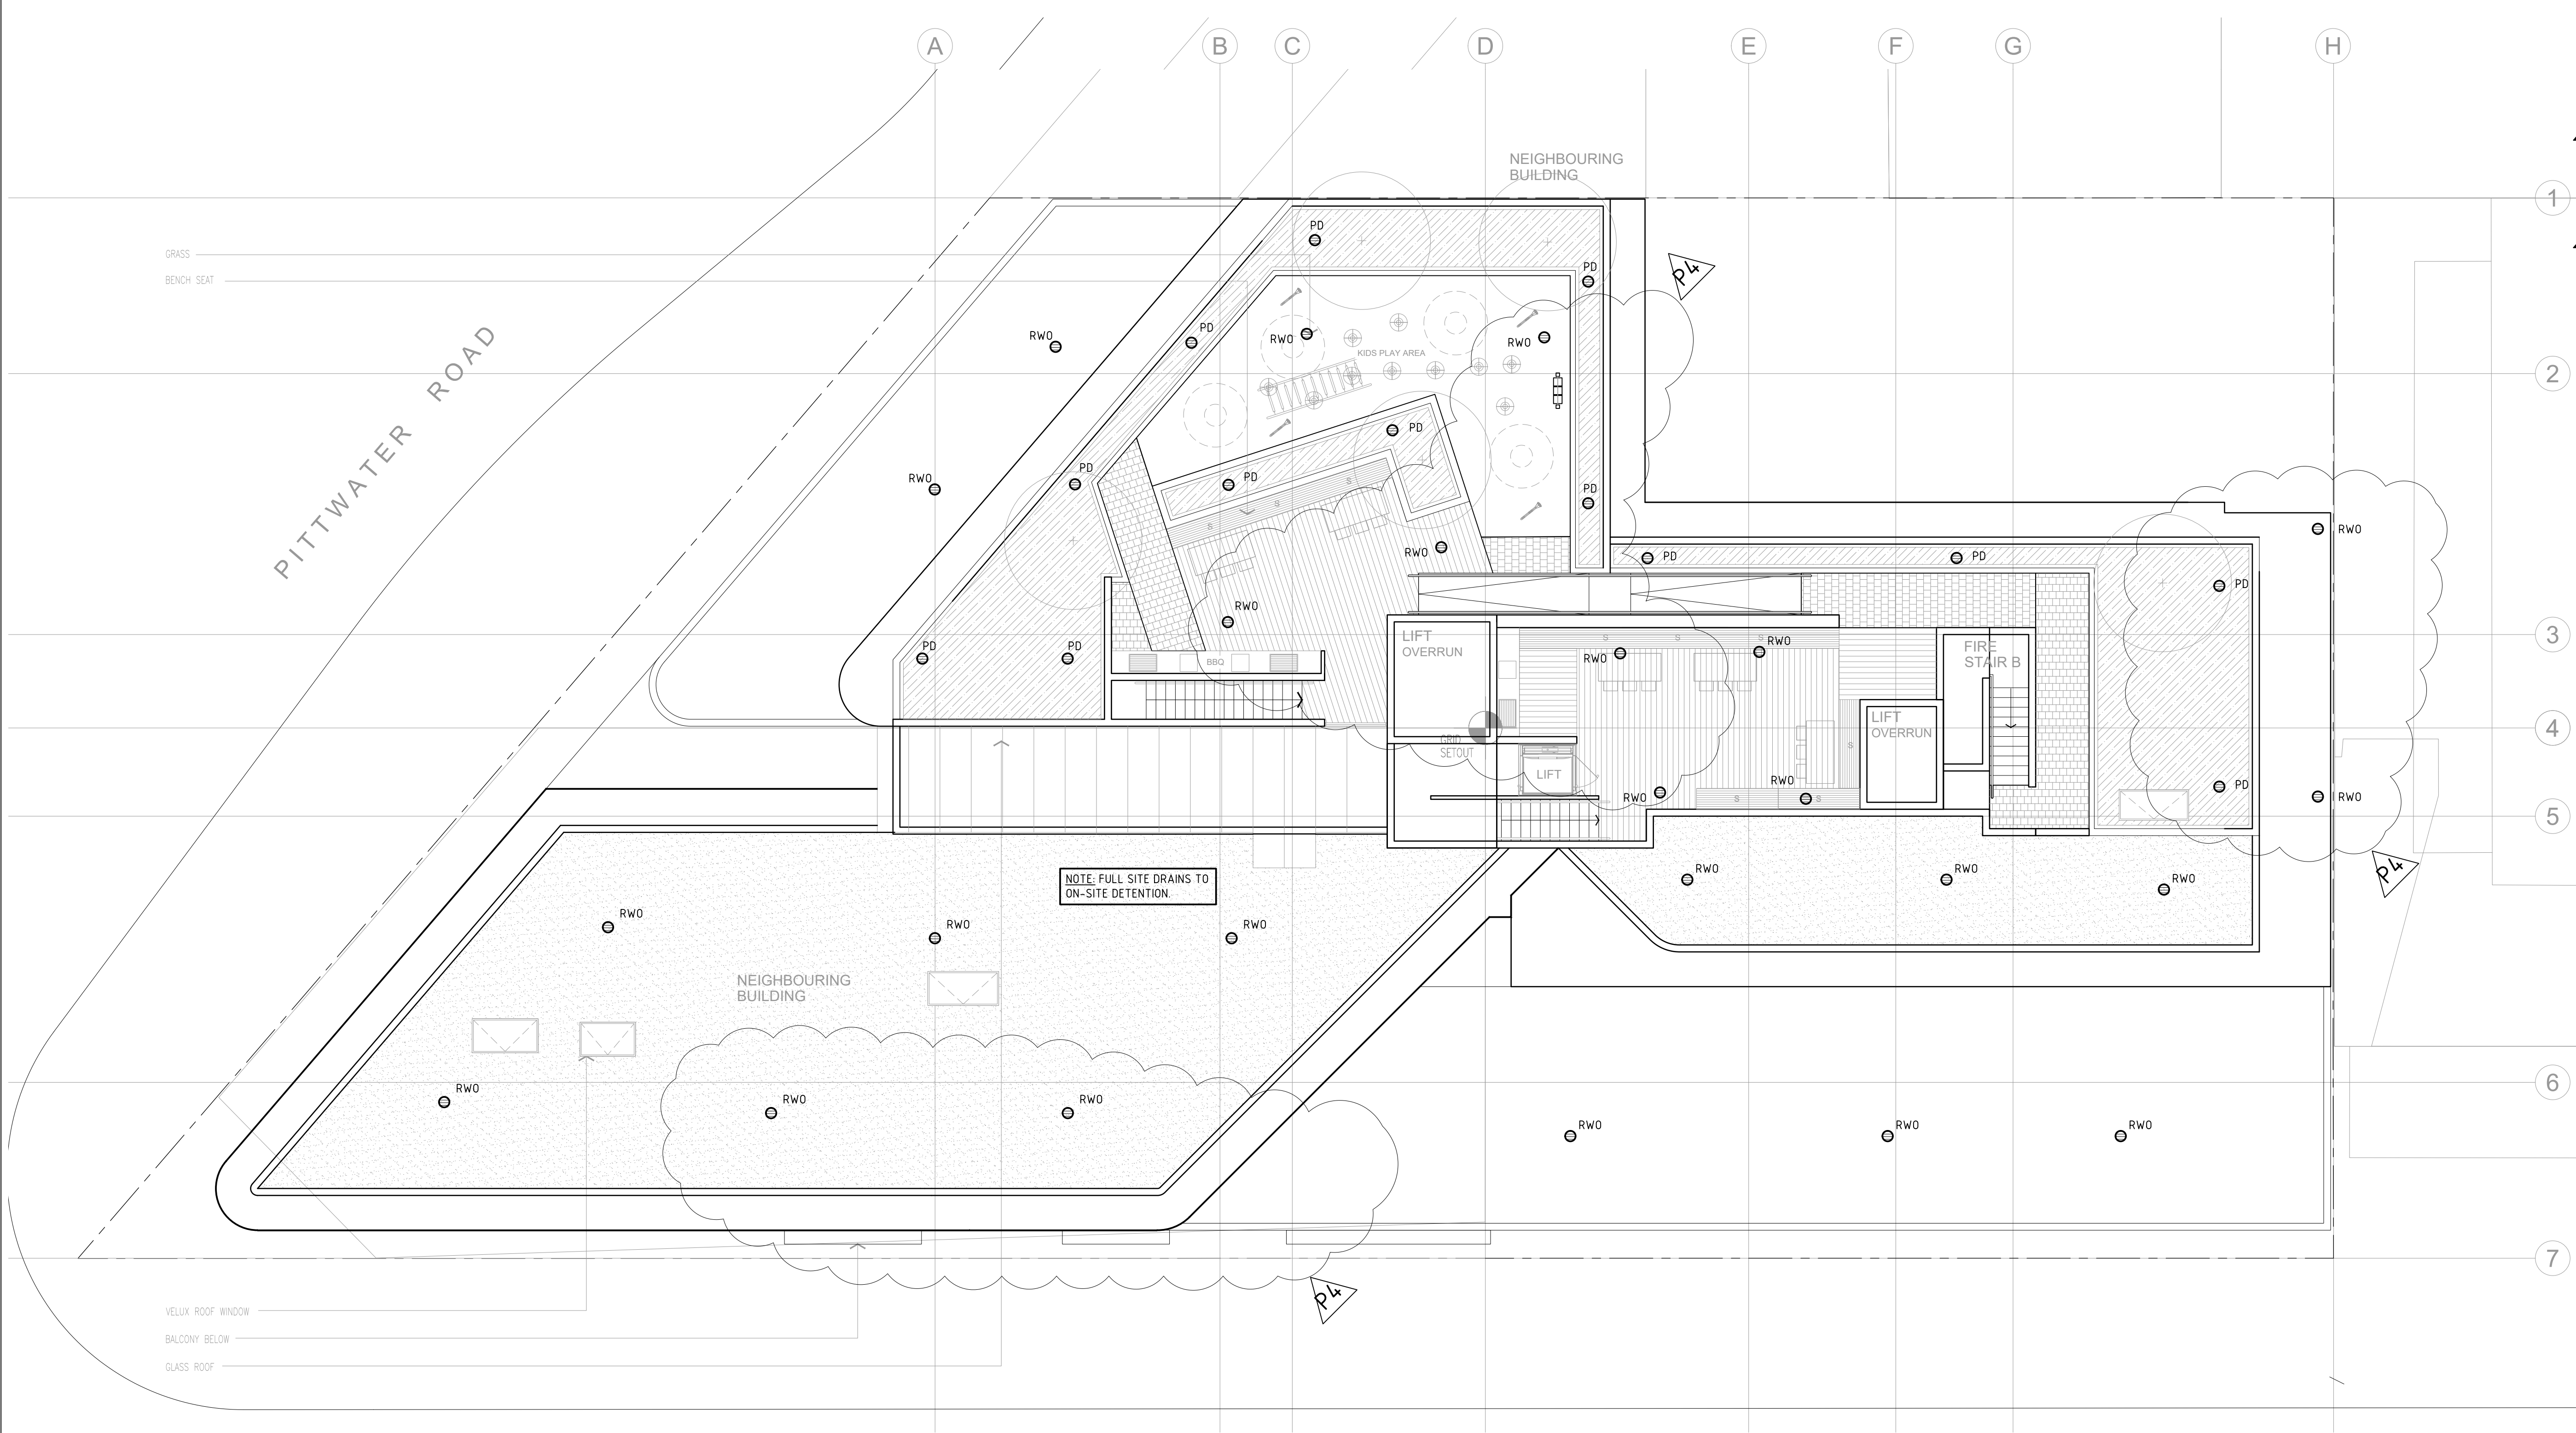 A
B
C
D
E
F
G
H
NEIGHBOURING
BUILDING
1
PD
GRASS
PD
BENCH SEAT
P4
PITTWATER ROAD
RWO
PD
RWO
RWO
KIDS PLAY AREA
2
PD
PD
RWO
PD
S
PD
S
S
RWO
RWO
PD
PD
PD
RWO
3
LIFT
OVERRUN
S
S
S
RWO
FIRE
STAIR B
PD
PD
BBQ
RWO
LIFT
OVERRUN
4
GRID
SETOUT
S
LIFT
RWO
RWO
S
S
PD
RWO
5
P4
NOTE: FULL SITE DRAINS TO
ON-SITE DETENTION.
RWO
RWO
RWO
RWO
RWO
RWO
NEIGHBOURING
BUILDING
6
RWO
RWO
RWO
RWO
RWO
RWO
7
P4
VELUX ROOF WINDOW
BALCONY BELOW
GLASS ROOF